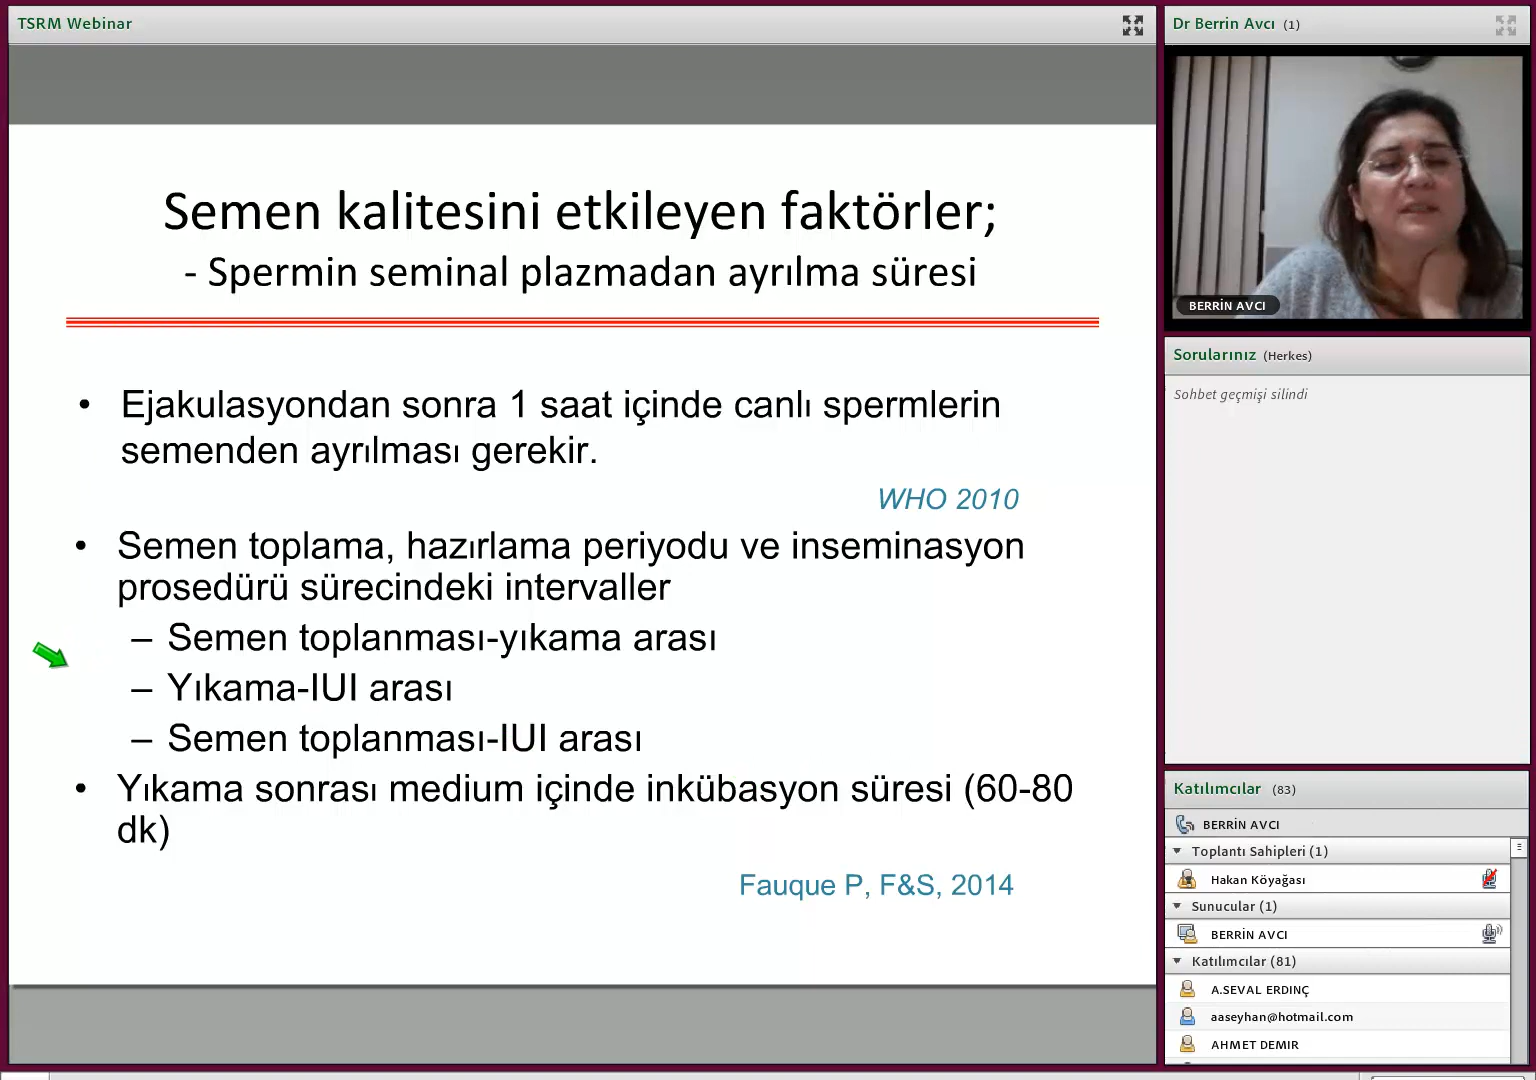 TSRM Webinar
Semen kalitesini etkileyen faktörler;
- Spermin seminal plazmadan ayrılma süresi
• Ejakulasyondan sonra 1 saat içinde canlı spermlerin
semenden ayrılması gerekir.
WHO 2010
• Semen toplama, hazırlama periyodu ve inseminasyon
prosedürü sürecindeki intervaller
– Semen toplanması-yıkama arası
– Yıkama-IUI arası
– Semen toplanması-IUI arası
• Yıkama sonrası medium içinde inkübasyon süresi (60-80
dk)
Fauque P, F&S, 2014
Dr Berrin Avcı (1)
BERRİN AVCI
Sorularınız (Herkes)
Sohbet geçmişi silindi
Katılımcılar (83)
BERRİN AVCI
Toplantı Sahipleri (1)
Hakan Köyağası
Sunucular (1)
BERRİN AVCI
Katılımcılar (81)
A.SEVAL ERDINÇ
aaseyhan@hotmail.com
AHMET DEMIR